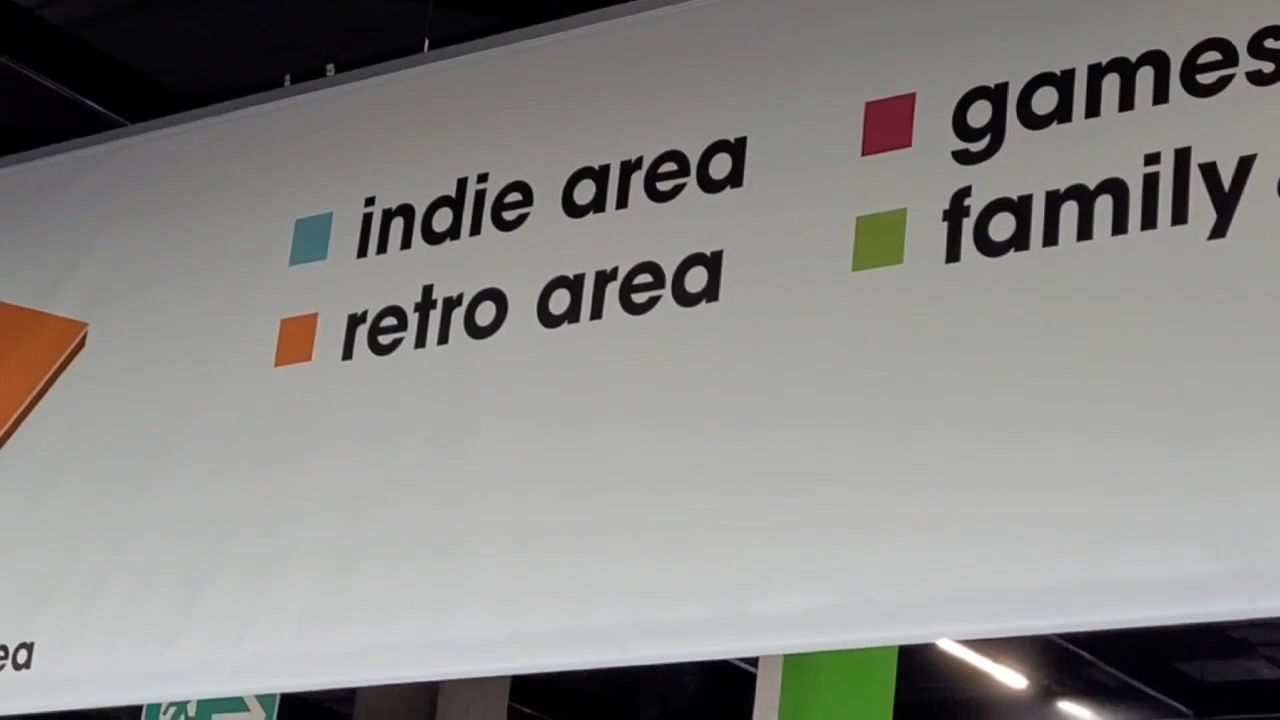 indie area
retro area
games
family
ea